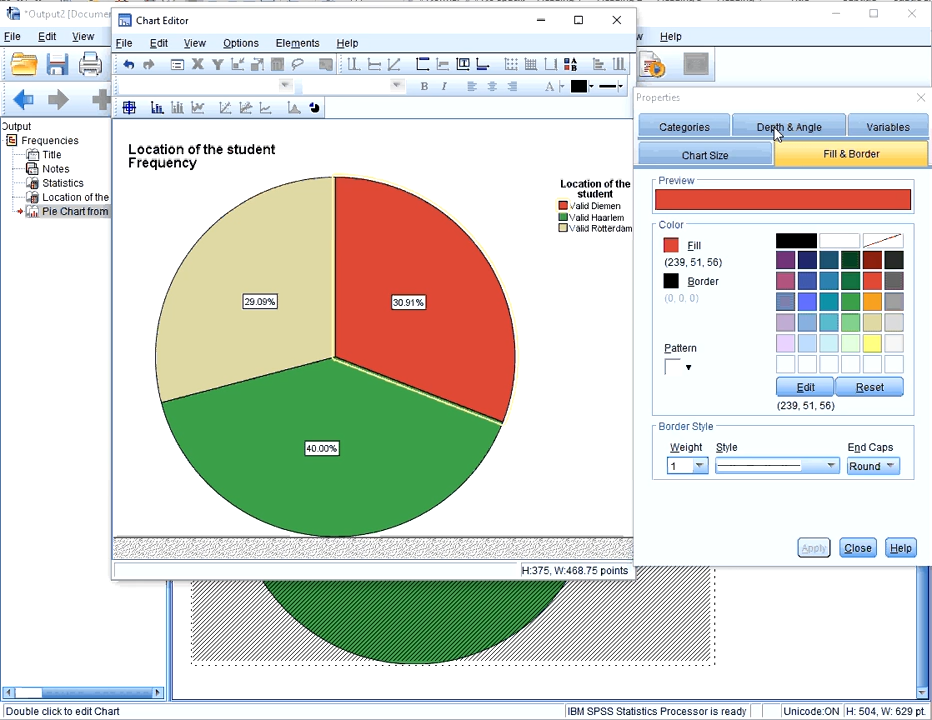 *Output2 [Documen
File Edit View
w Help
Chart Editor
File Edit View Options Elements Help
B I
A
Output
Frequencies
Title
Notes
Statistics
Location of the
Pie Chart from
Location of the student
Frequency
Location of the
student
Valid Diemen
Valid Haarlem
Valid Rotterdam
29.09%
30.91%
40.00%
H:375, W:468.75 points
Properties
Categories Depth & Angle Variables
Chart Size Fill & Border
Preview
Color
Fill
(239, 51, 56)
Border
(0, 0, 0)
Pattern
Edit Reset
(239, 51, 56)
Border Style
Weight Style End Caps
1 Round
Apply Close Help
Double click to edit Chart
IBM SPSS Statistics Processor is ready
Unicode:ON
H: 504, W: 629 pt.